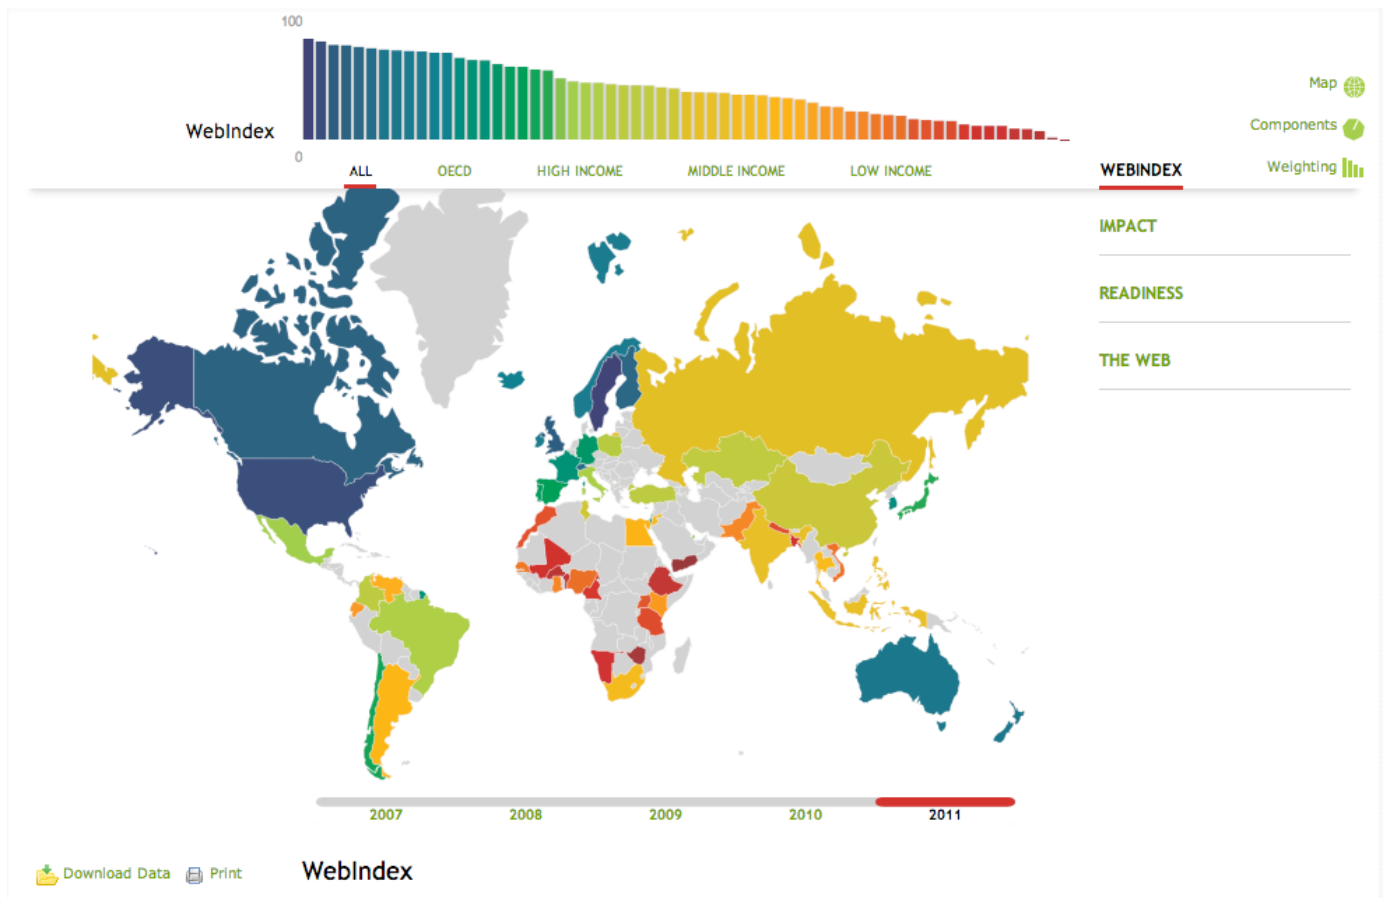 100
WebIndex
0
Map
Components
Weighting
ALL
OECD
HIGH INCOME
MIDDLE INCOME
LOW INCOME
WEBINDEX
IMPACT
READINESS
THE WEB
2007
2008
2009
2010
2011
Download Data
Print
WebIndex